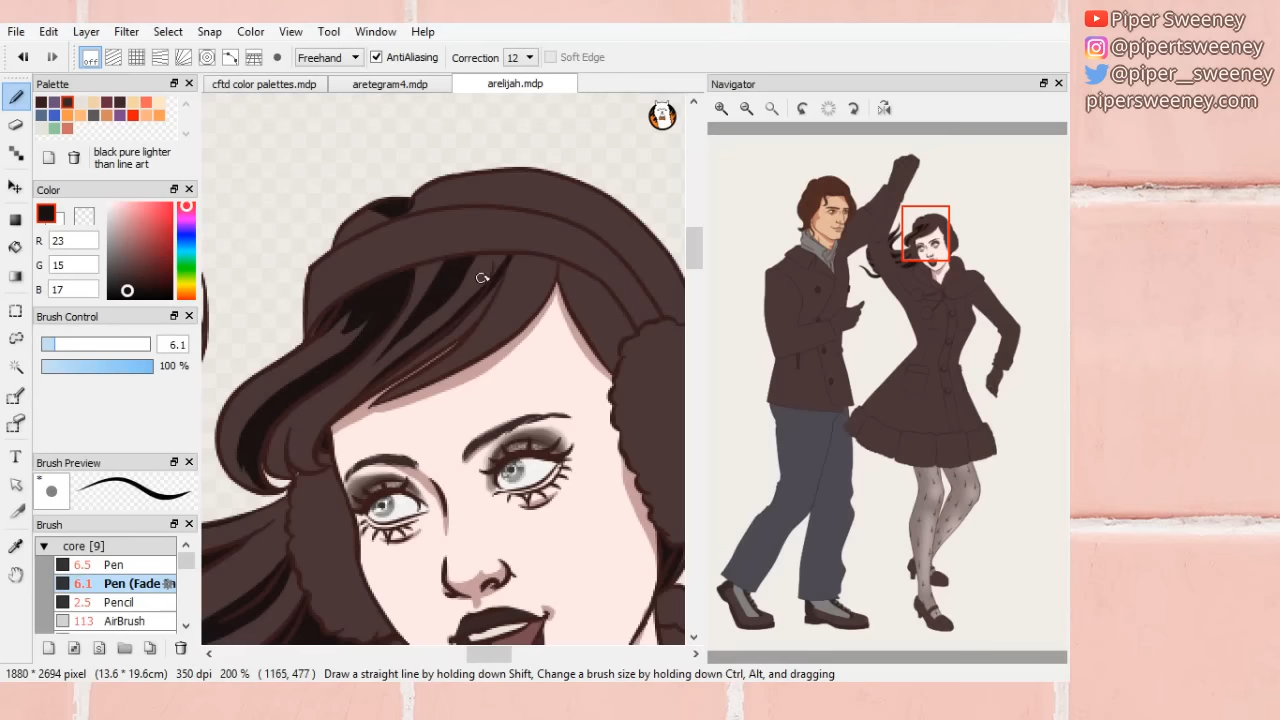 File Edit Layer Filter Select Snap Color View Tool Window Help
off Freehand AntiAliasing Correction 12 Soft Edge
Palette
black pure lighter
than line art
Color
R 23
G 15
B 17
Brush Control
6.1
100 %
Brush Preview
*
Brush
core [9]
6.5 Pen
6.1 Pen (Fade
2.5 Pencil
113 AirBrush
cftd color palettes.mdp aretegram4.mdp arelijah.mdp
Navigator
1880 * 2694 pixel (13.6 * 19.6cm) 350 dpi 200 % ( 1165, 477) Draw a straight line by holding down Shift, Change a brush size by holding down Ctrl, Alt, and dragging
Piper Sweeney
@pipertsweeney
@piper__sweeney
pipersweeney.com